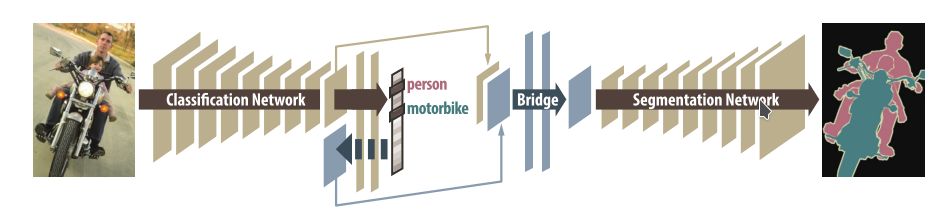 Classification Network
person
motorbike
Bridge
Segmentation Network